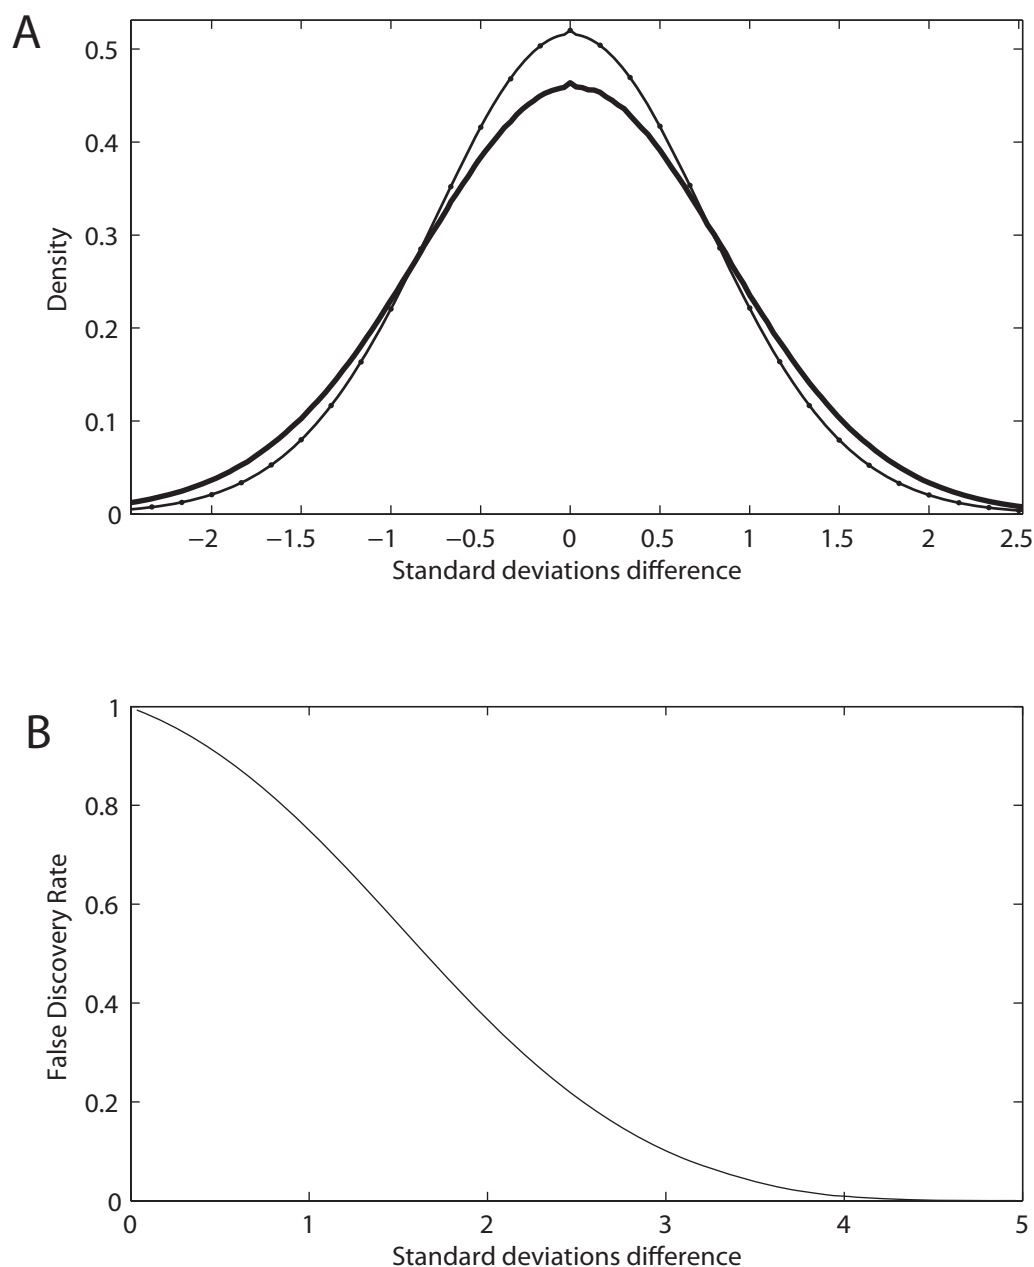 A
Density
0.5
0.4
0.3
0.2
0.1
0
−2 −1.5 −1 −0.5 0 0.5 1 1.5 2 2.5
Standard deviations difference
B
False Discovery Rate
1
0.8
0.6
0.4
0.2
0
0 1 2 3 4 5
Standard deviations difference